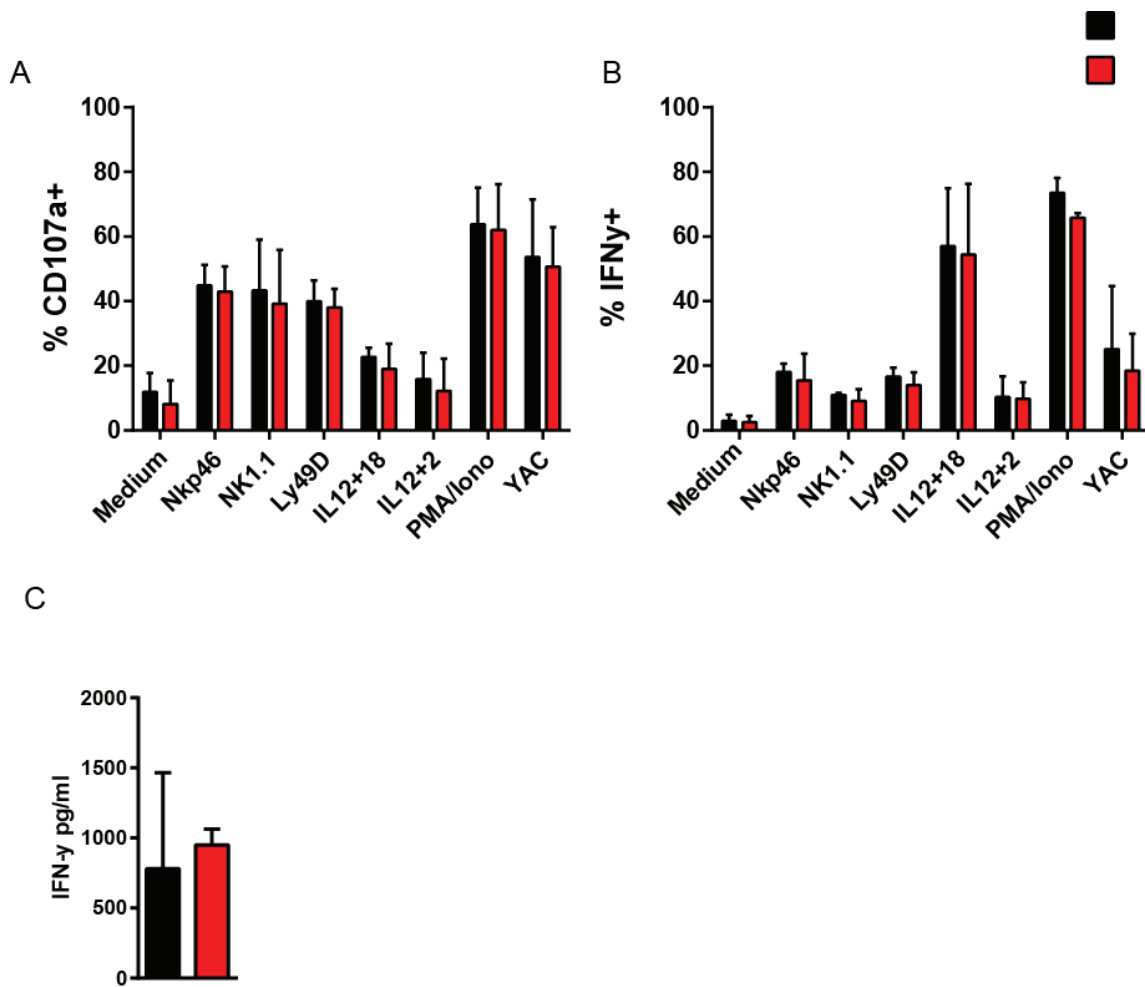 A
B
100
80
60
40
20
0
% CD107a+
Medium
Nkp46
NK1.1
Ly49D
IL12+18
IL12+2
PMA/Iono
YAC
100
80
60
40
20
0
% IFNy+
Medium
Nkp46
NK1.1
Ly49D
IL12+18
IL12+2
PMA/Iono
YAC
C
2000
1500
1000
500
0
IFN-y pg/ml